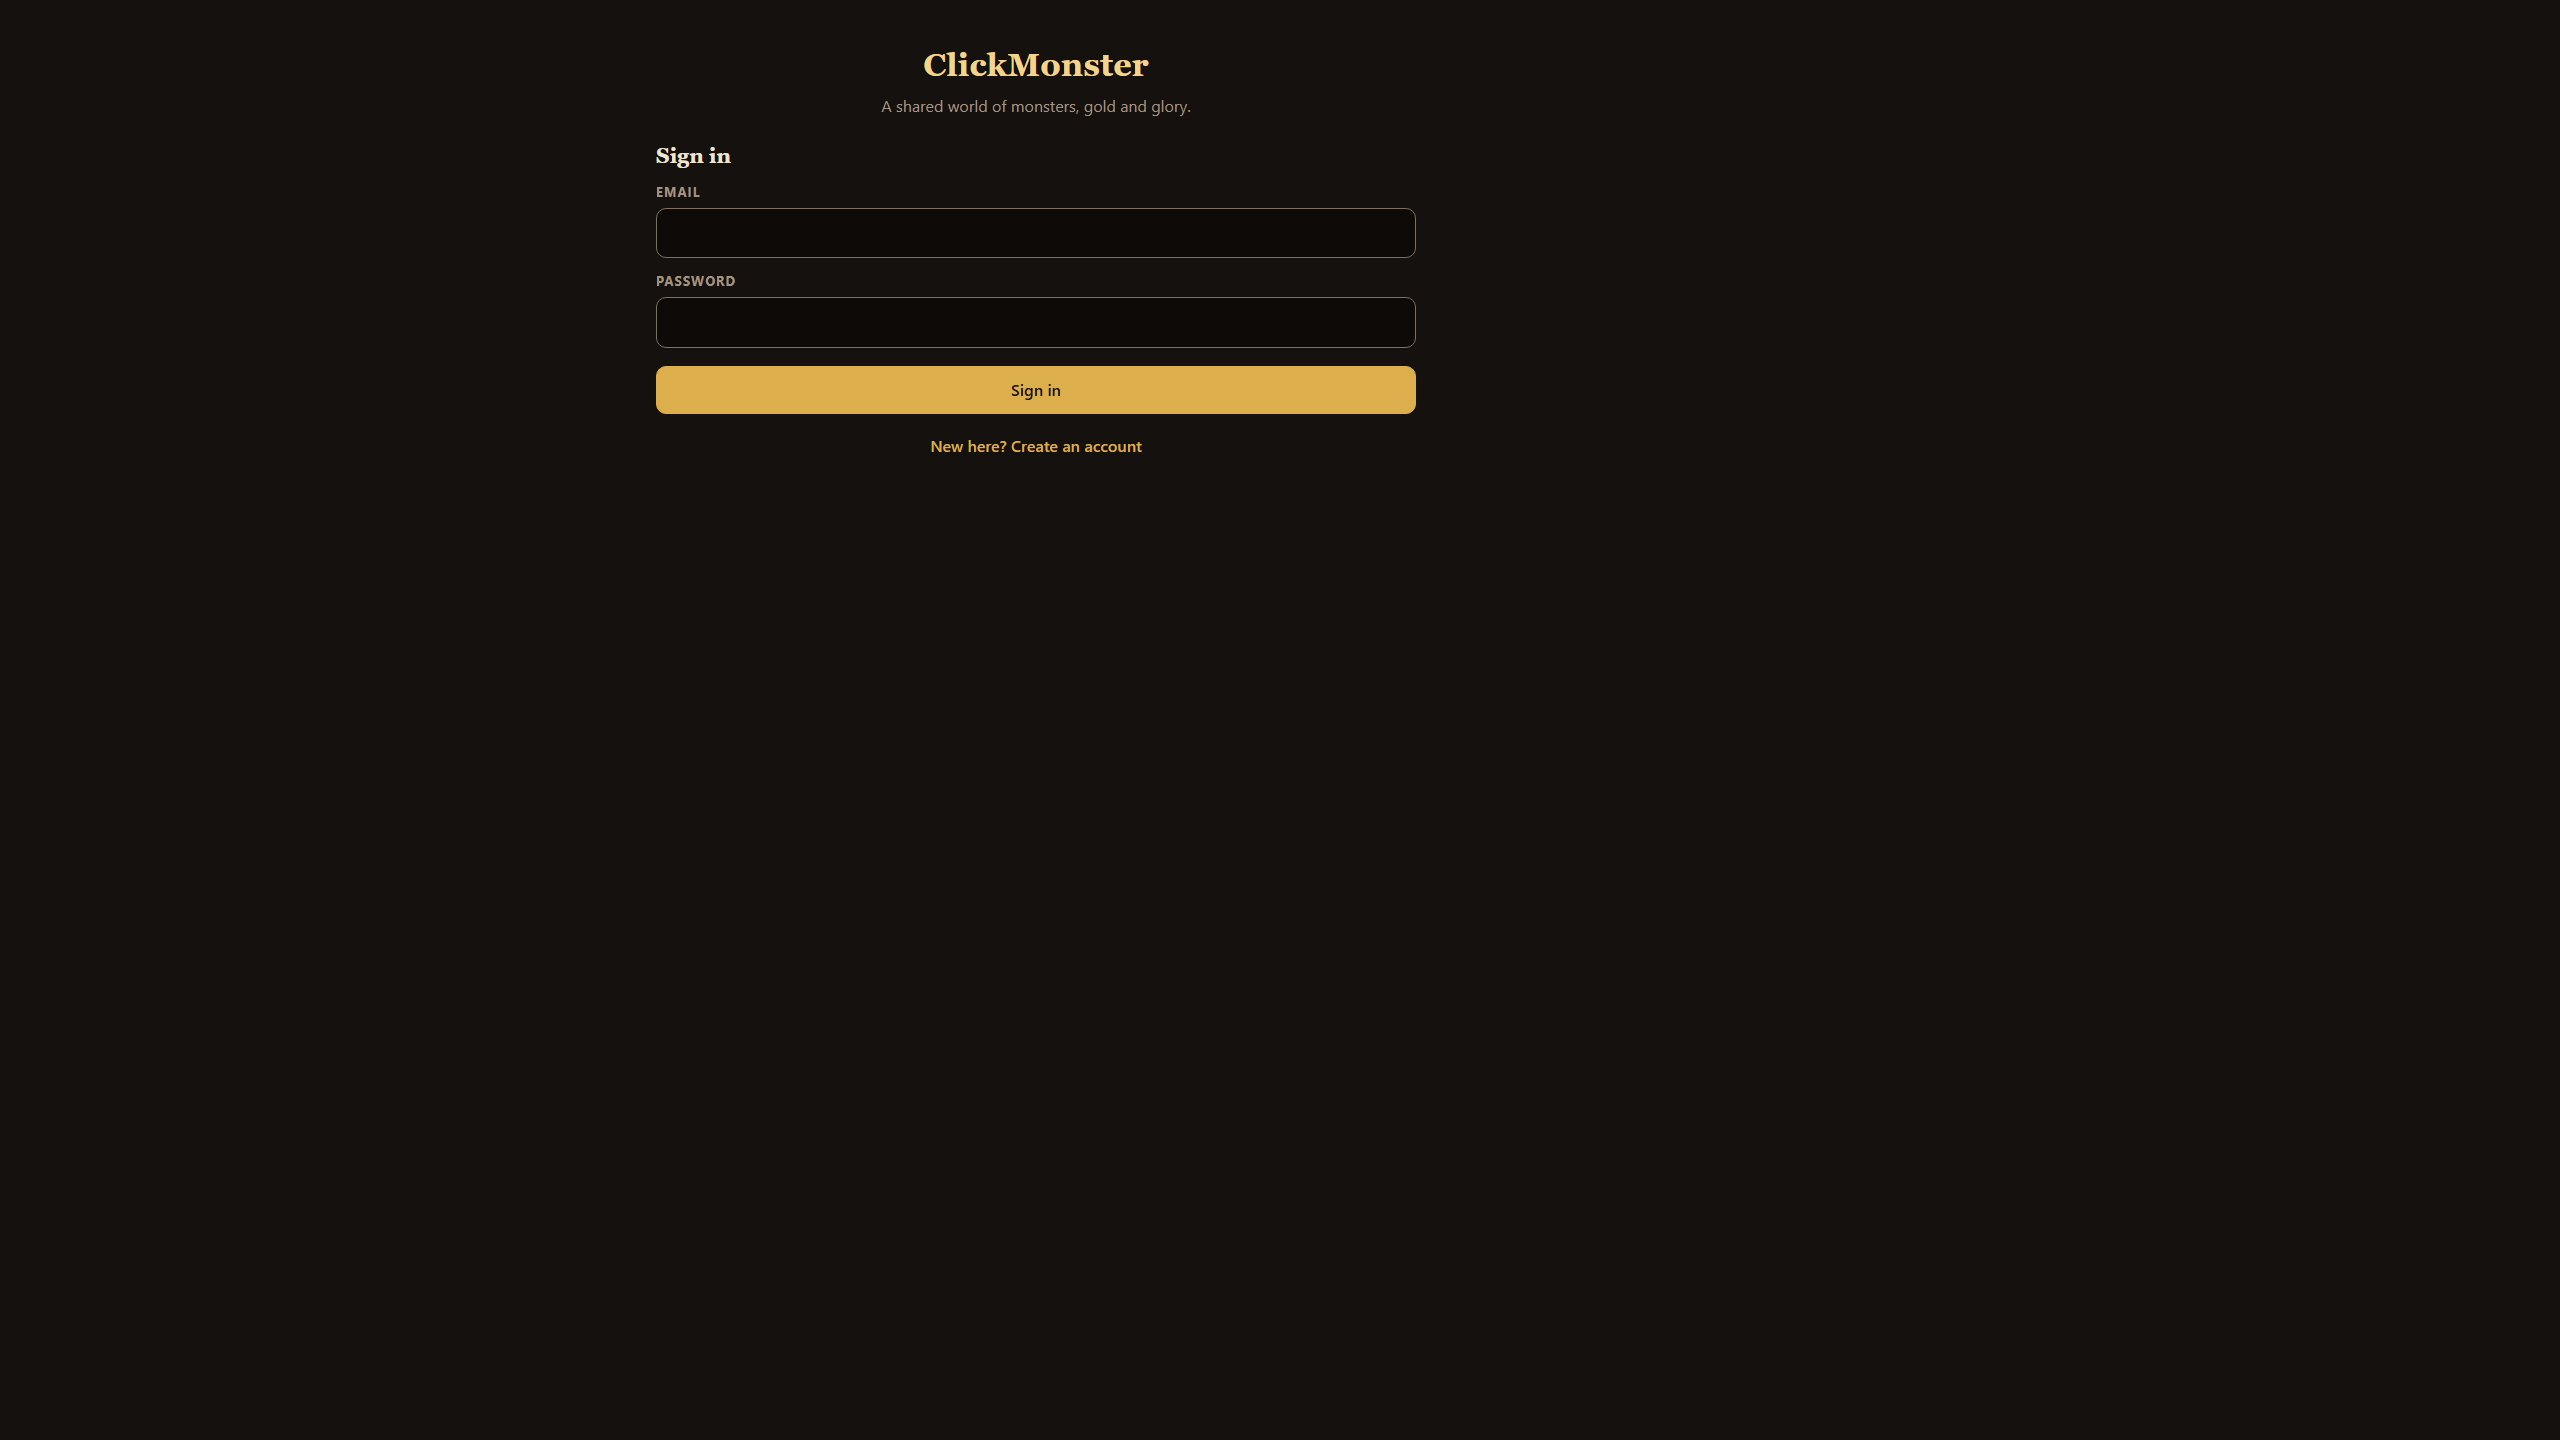 ClickMonster
A shared world of monsters, gold and glory.
Sign in
EMAIL
PASSWORD
Sign in
New here? Create an account